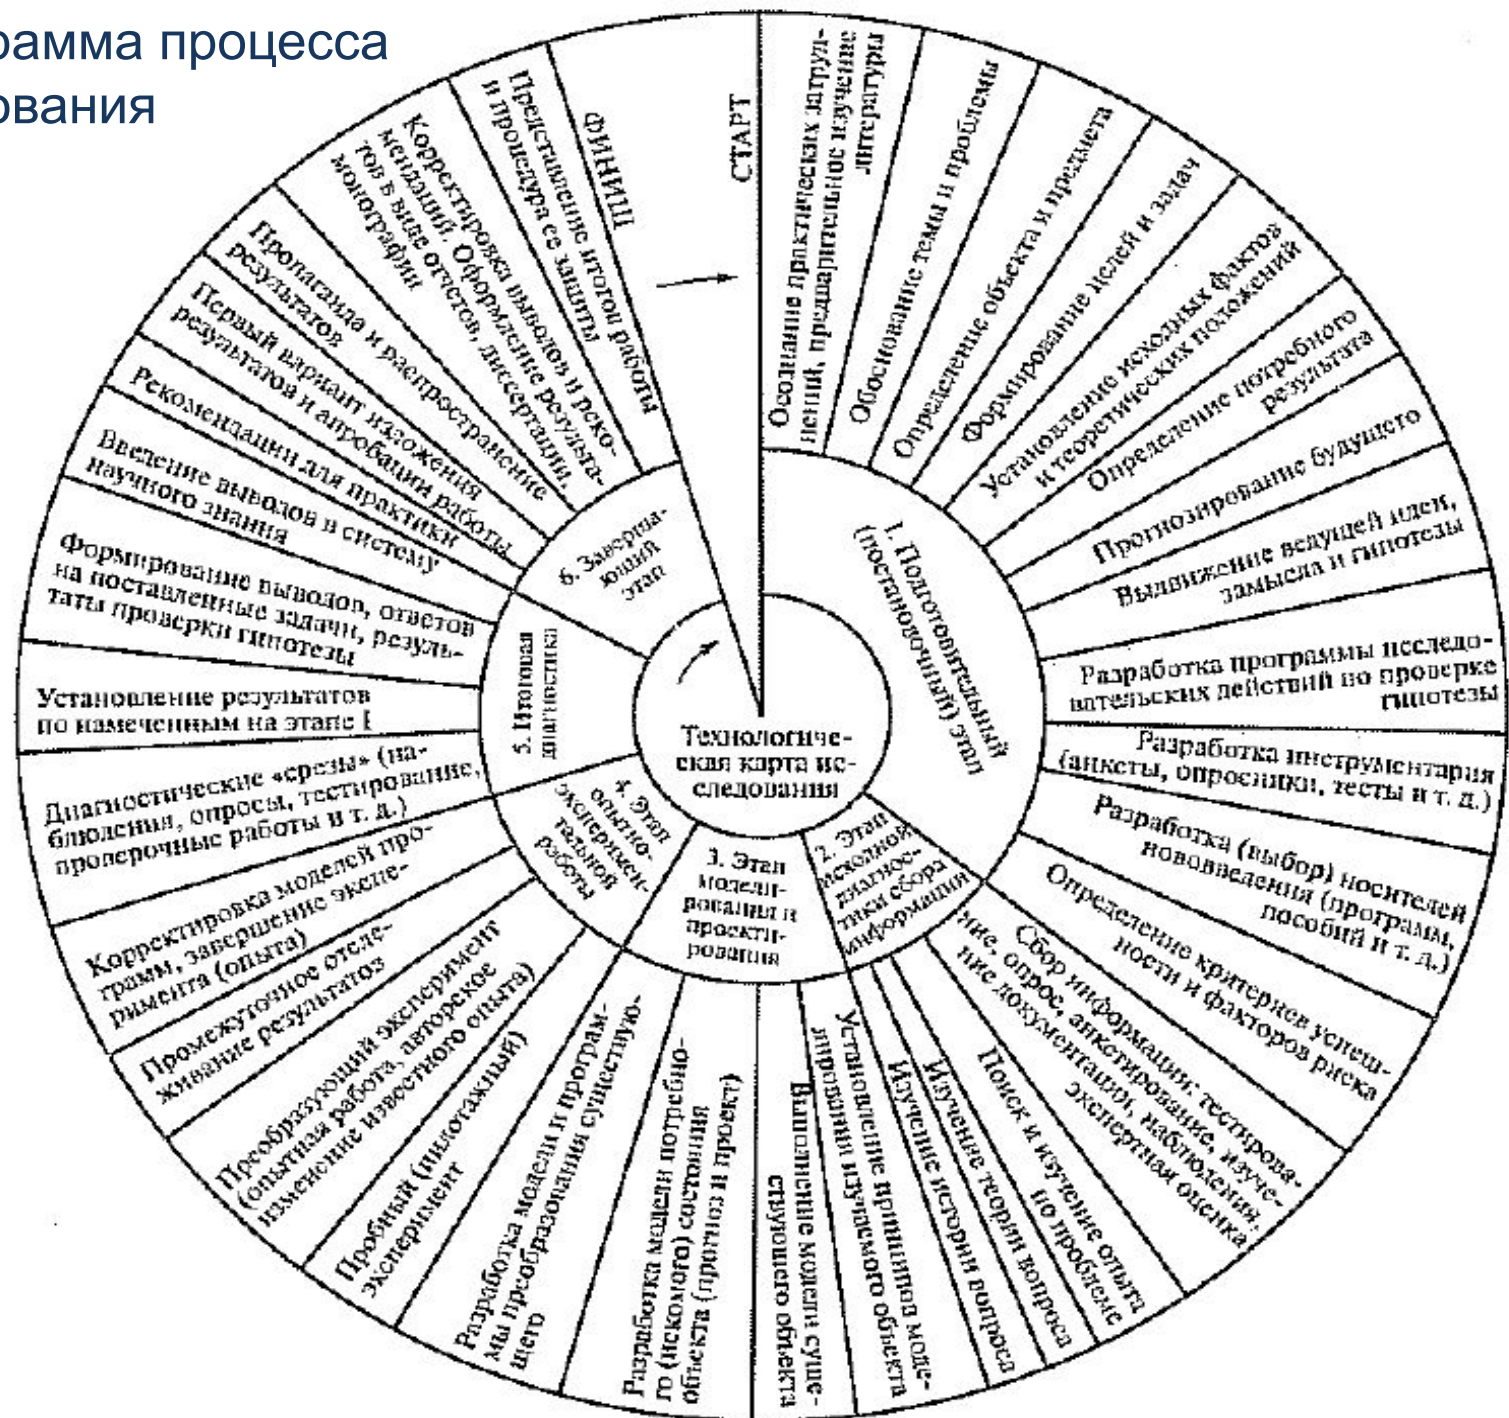 рамма процесса
ования
СТАРТ
Осознание практических затруд-
нений, предварительное изучение
литературы
Обоснование темы и проблемы
Определение объекта и предмета
Формирование целей и задач
Установление исходных фактов
и теоретических положений
Определение потребного
результата
Прогнозирование будущего
Выдвижение ведущей идеи,
замысла и гипотезы
Разработка программы исследо-
вательских действий по проверке
гипотезы
Разработка инструментария
(анкеты, опросники, тесты и т. д.)
Разработка (выбор) носителей
нововведения (программ,
пособий и т. д.)
Определение критериев успеш-
ности и факторов риска
Сбор информации: тестирова-
ние, опрос, анкетирование, изуче-
ние документации, наблюдения,
экспертная оценка
Поиск и изучение опыта
по проблеме
Изучение теории вопроса
Изучение истории вопроса
Установление принципов моде-
лирования изучаемого объекта
Выполнение модели суще-
ствующего объекта
Разработка модели потребно-
го (искомого) состояния
объекта (прогноз и проект)
Разработка модели и програм-
мы преобразования существую-
щего
Пробный (пилотажный)
эксперимент
Преобразующий эксперимент
(опытная работа, авторское
изменение известного опыта)
Промежуточное отсле-
живание результатов
Корректировка моделей про-
грамм, завершение экспе-
римента (опыта)
Диагностические «срезы» (на-
блюдения, опросы, тестирование,
проверочные работы и т. д.)
Установление результатов
по намеченным на этапе I
Формирование выводов, ответов
на поставленные задачи, резуль-
таты проверки гипотезы
Введение выводов в систему
научного знания
Рекомендации для практики
Первый вариант изложения
результатов и апробации работы
Пропаганда и распространение
результатов
Корректировка выводов и реко-
мендаций. Оформление результа-
тов в виде отчетов, диссертации,
монографии
Представление итогов работы
и процедура ее защиты
ФИНИШ
1. Подготовительный
(постановочный) этап
2. Этап
исходной
диагнос-
тики сбора
информации
3. Этап
модели-
рования и
проекти-
рования
4. Этап
опытно-
эксперимен-
тальной
работы
5. Итоговая
диагностика
6. Заверша-
ющий
этап
Технологиче-
ская карта ис-
следования